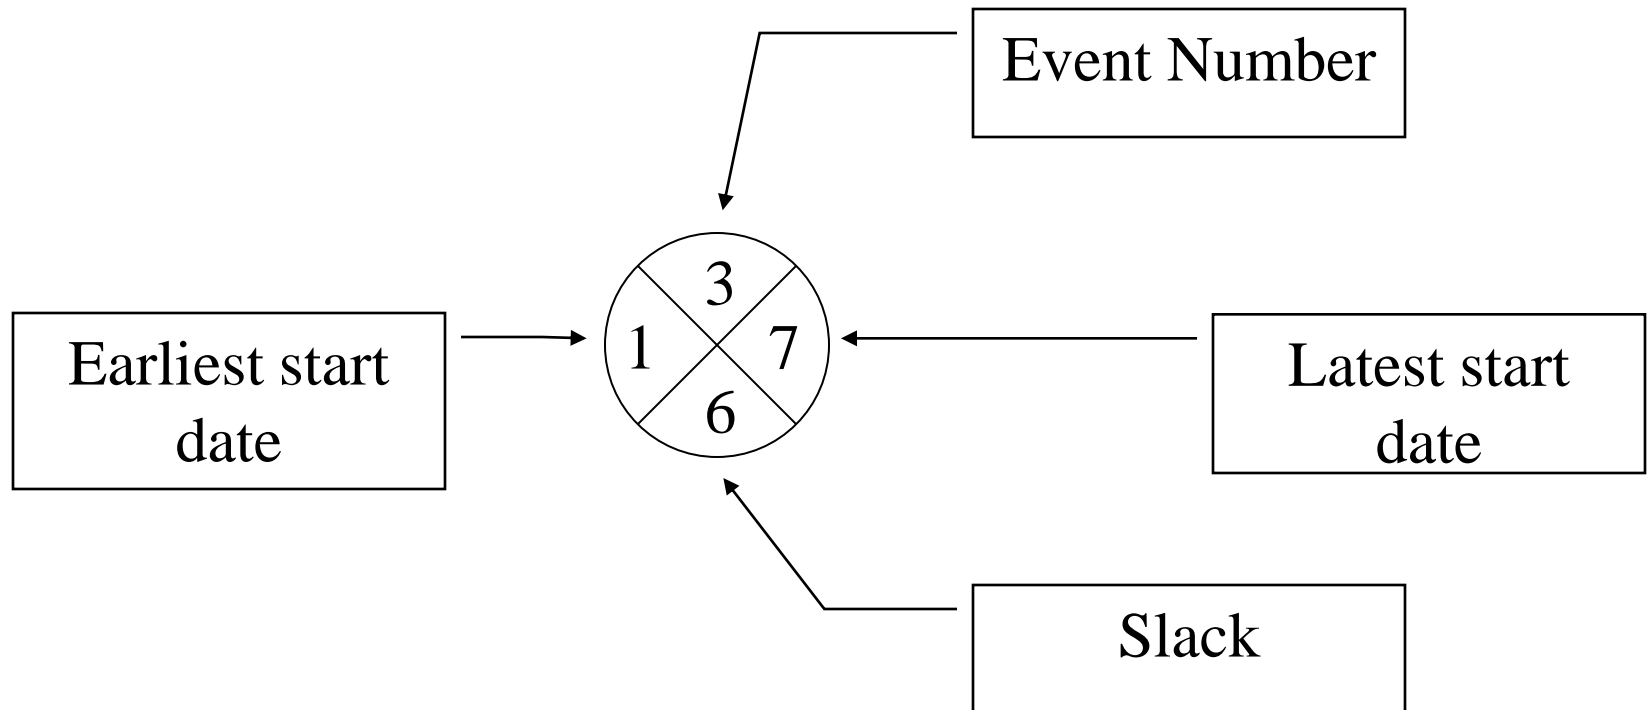 Event Number
3
Earliest start
date
1
7
Latest start
date
6
Slack